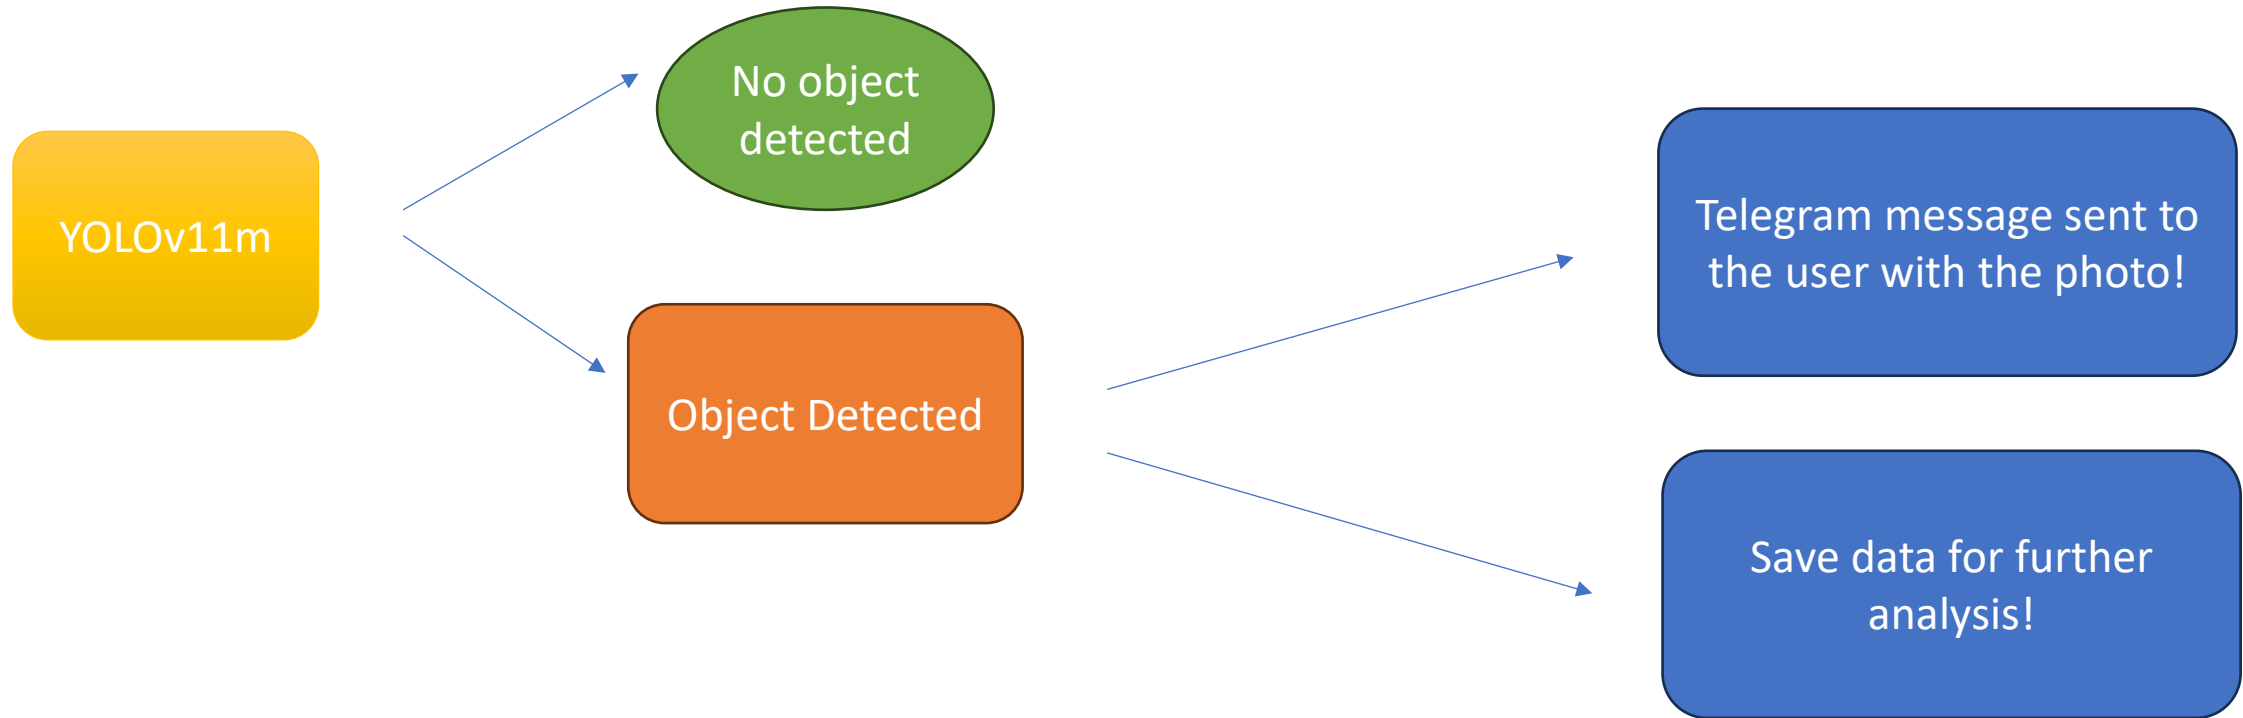 YOLOv11m
No object
detected
Object Detected
Telegram message sent to
the user with the photo!
Save data for further
analysis!